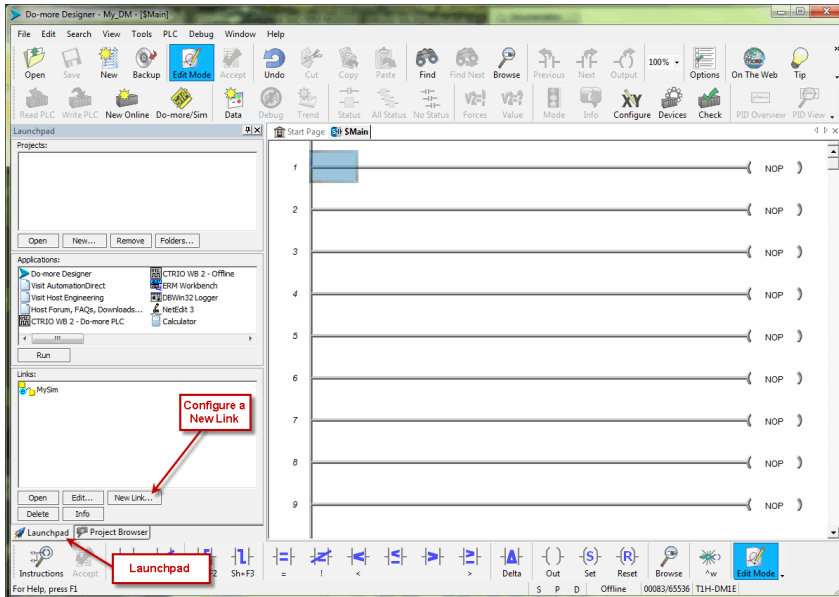 Do-more Designer - My_DM - [$Main]
File Edit Search View Tools PLC Debug Window Help
Open Save New Backup Edit Mode Accept Undo Cut Copy Paste Find Find Next Browse Previous Next Output 100% Options On The Web Tip
Read PLC Write PLC New Online Do-more/Sim Data Debug Trend Status All Status No Status Forces Value Mode Info Configure Devices Check PID Overview PID View
Launchpad
Start Page $Main
Projects:
Open New... Remove Folders...
Applications:
Do-more Designer CTRIO WB 2 - Offline
Visit AutomationDirect ERM Workbench
Visit Host Engineering DBWin32 Logger
Host Forum, FAQs, Downloads... NetEdit 3
CTRIO WB 2 - Do-more PLC Calculator
Run
Links:
MySim
Configure a
New Link
Open Edit... New Link...
Delete Info
Launchpad Project Browser
Launchpad
1 NOP
2 NOP
3 NOP
4 NOP
5 NOP
6 NOP
7 NOP
8 NOP
9 NOP
Instructions Accept F2 Sh+F3 = ! < > Delta Out Set Reset Browse ^w Edit Mode
For Help, press F1
S P D Offline 00083/65536 T1H-DM1E